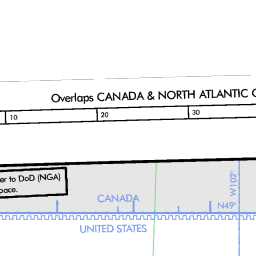 Overlaps CANADA & NORTH ATLANTIC
10 20 30
er to DoD (NGA)
pace.
CANADA
W102°
N49°
UNITED STATES